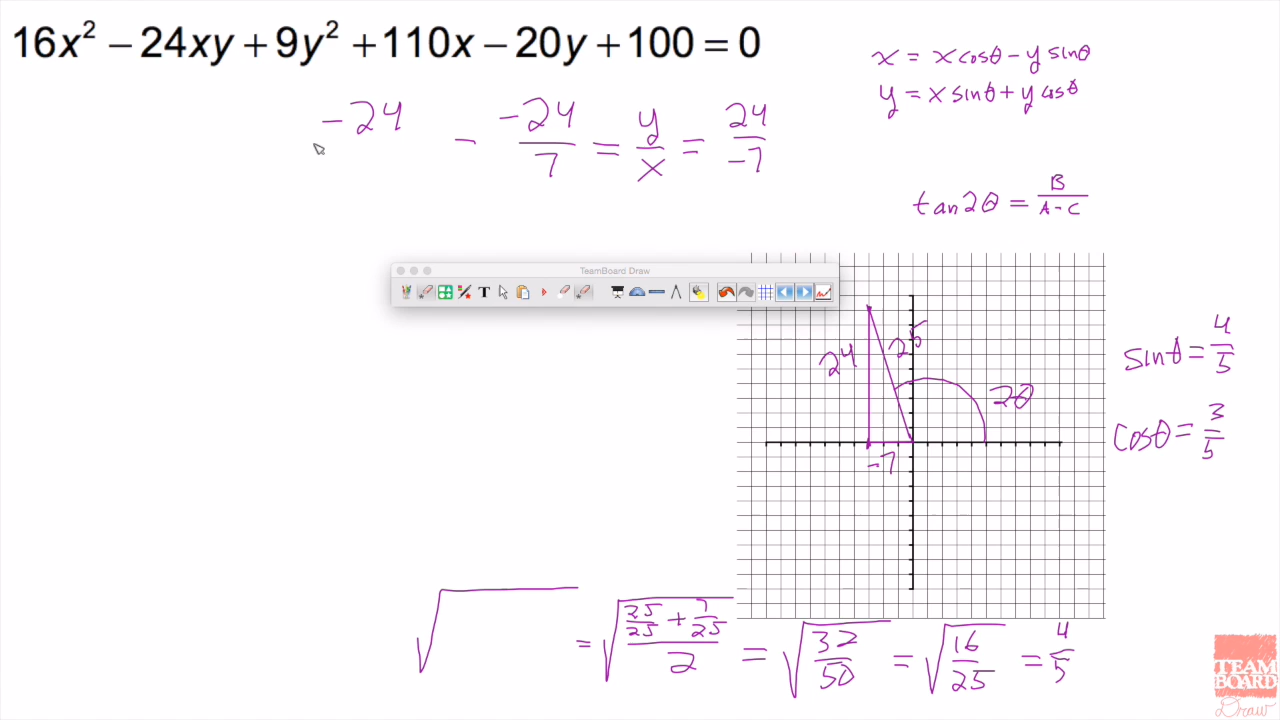 16x² − 24xy + 9y² + 110x − 20y + 100 = 0
x = x cosθ − y sinθ
y = x sinθ + y cosθ
−24
− −24/7 = y/x = 24/−7
tan2θ = B/A−C
TeamBoard Draw
T
24
25
2θ
−7
sinθ = 4/5
cosθ = 3/5
√ = √((25/25 + 7/25)/2) = √(32/50) = √(16/25) = 4/5
TEAM
BOARD
Draw